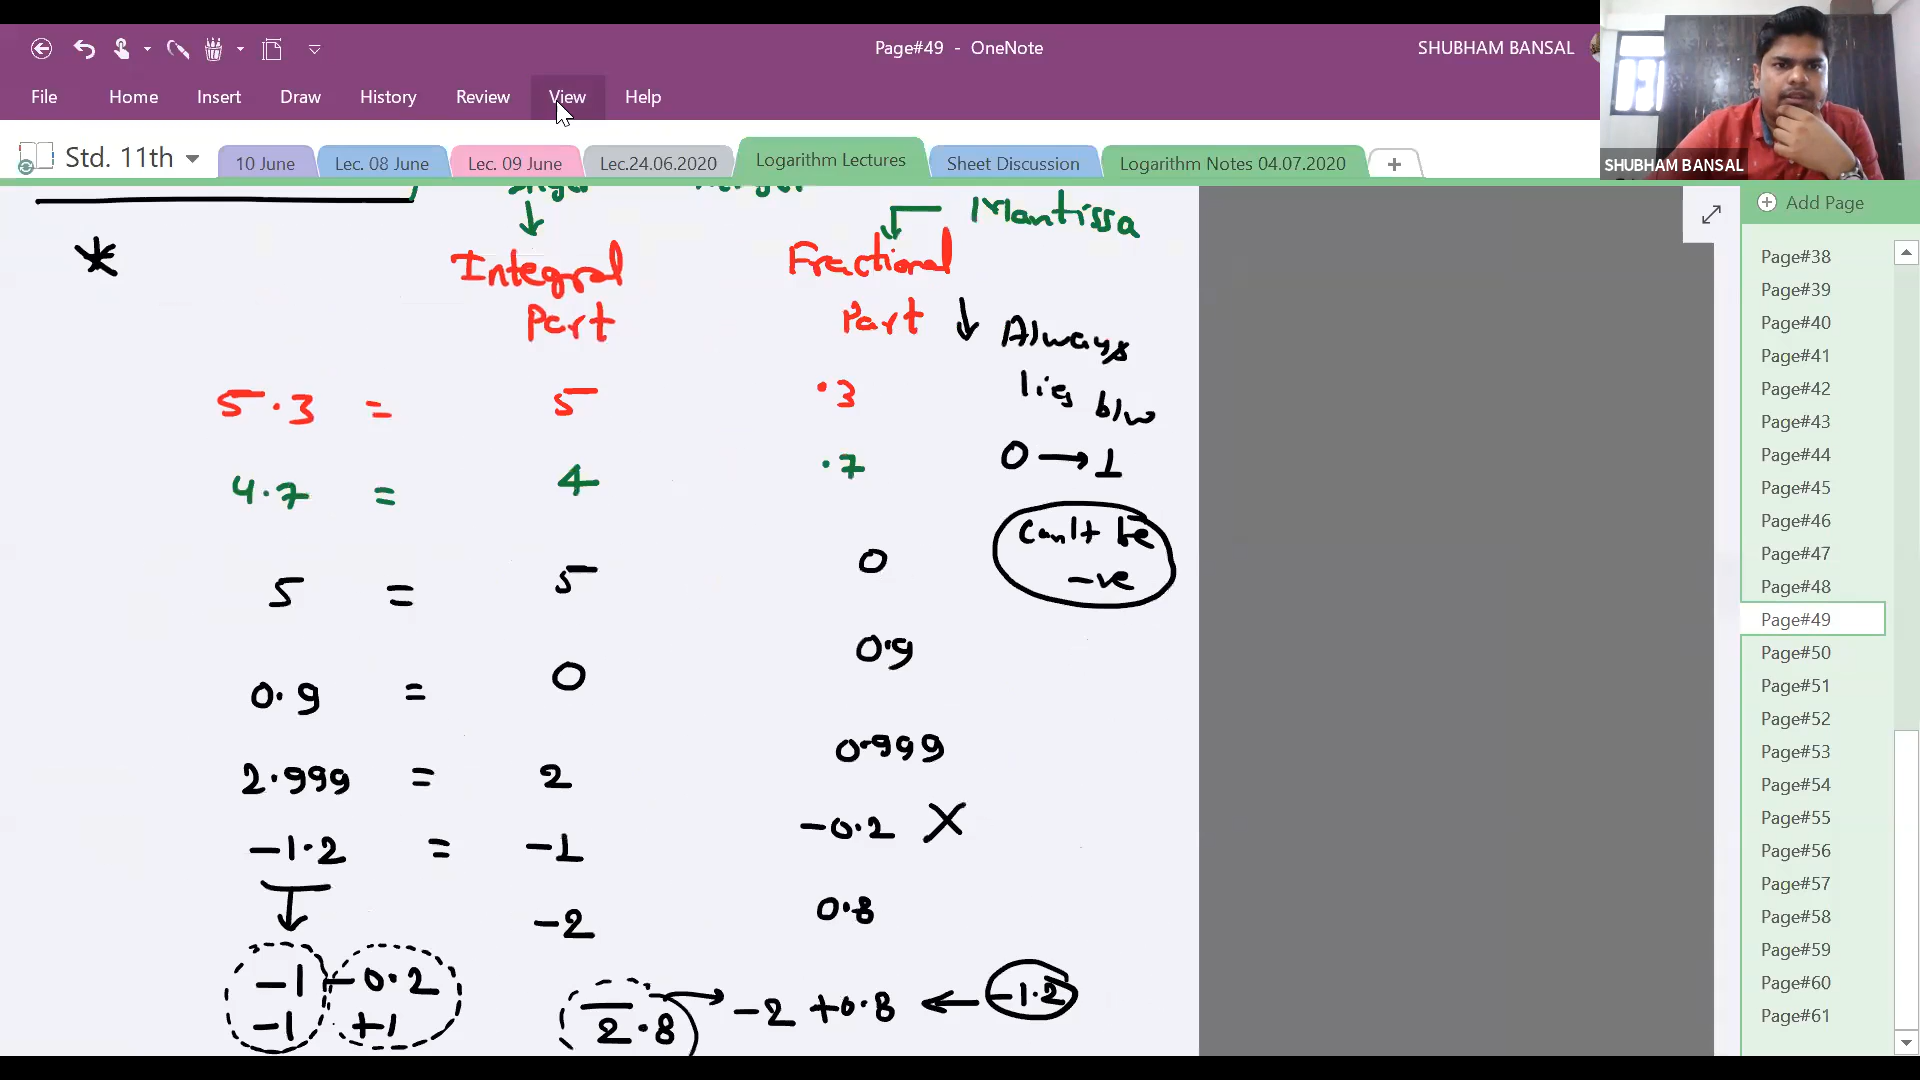 Page#49 - OneNote
SHUBHAM BANSAL
File Home Insert Draw History Review View Help
SHUBHAM BANSAL
Std. 11th
10 June
Lec. 08 June
Lec. 09 June
Lec.24.06.2020
Logarithm Lectures
Sheet Discussion
Logarithm Notes 04.07.2020
+
Add Page
Page#38
Page#39
Page#40
Page#41
Page#42
Page#43
Page#44
Page#45
Page#46
Page#47
Page#48
Page#49
Page#50
Page#51
Page#52
Page#53
Page#54
Page#55
Page#56
Page#57
Page#58
Page#59
Page#60
Page#61
Mantissa
* Integral Fractional
Part Part
Always
lies b/w
0 → 1
can't be
-ve
5.3 = 5 .3
4.7 = 4 .7
5 = 5 0
0.9 = 0 0.9
2.999 = 2 0.999
-1.2 = -1 -0.2 X
-2 0.8
-1 -0.2
-1 +1
2̅.8 → -2 +0.8 ← -1.2